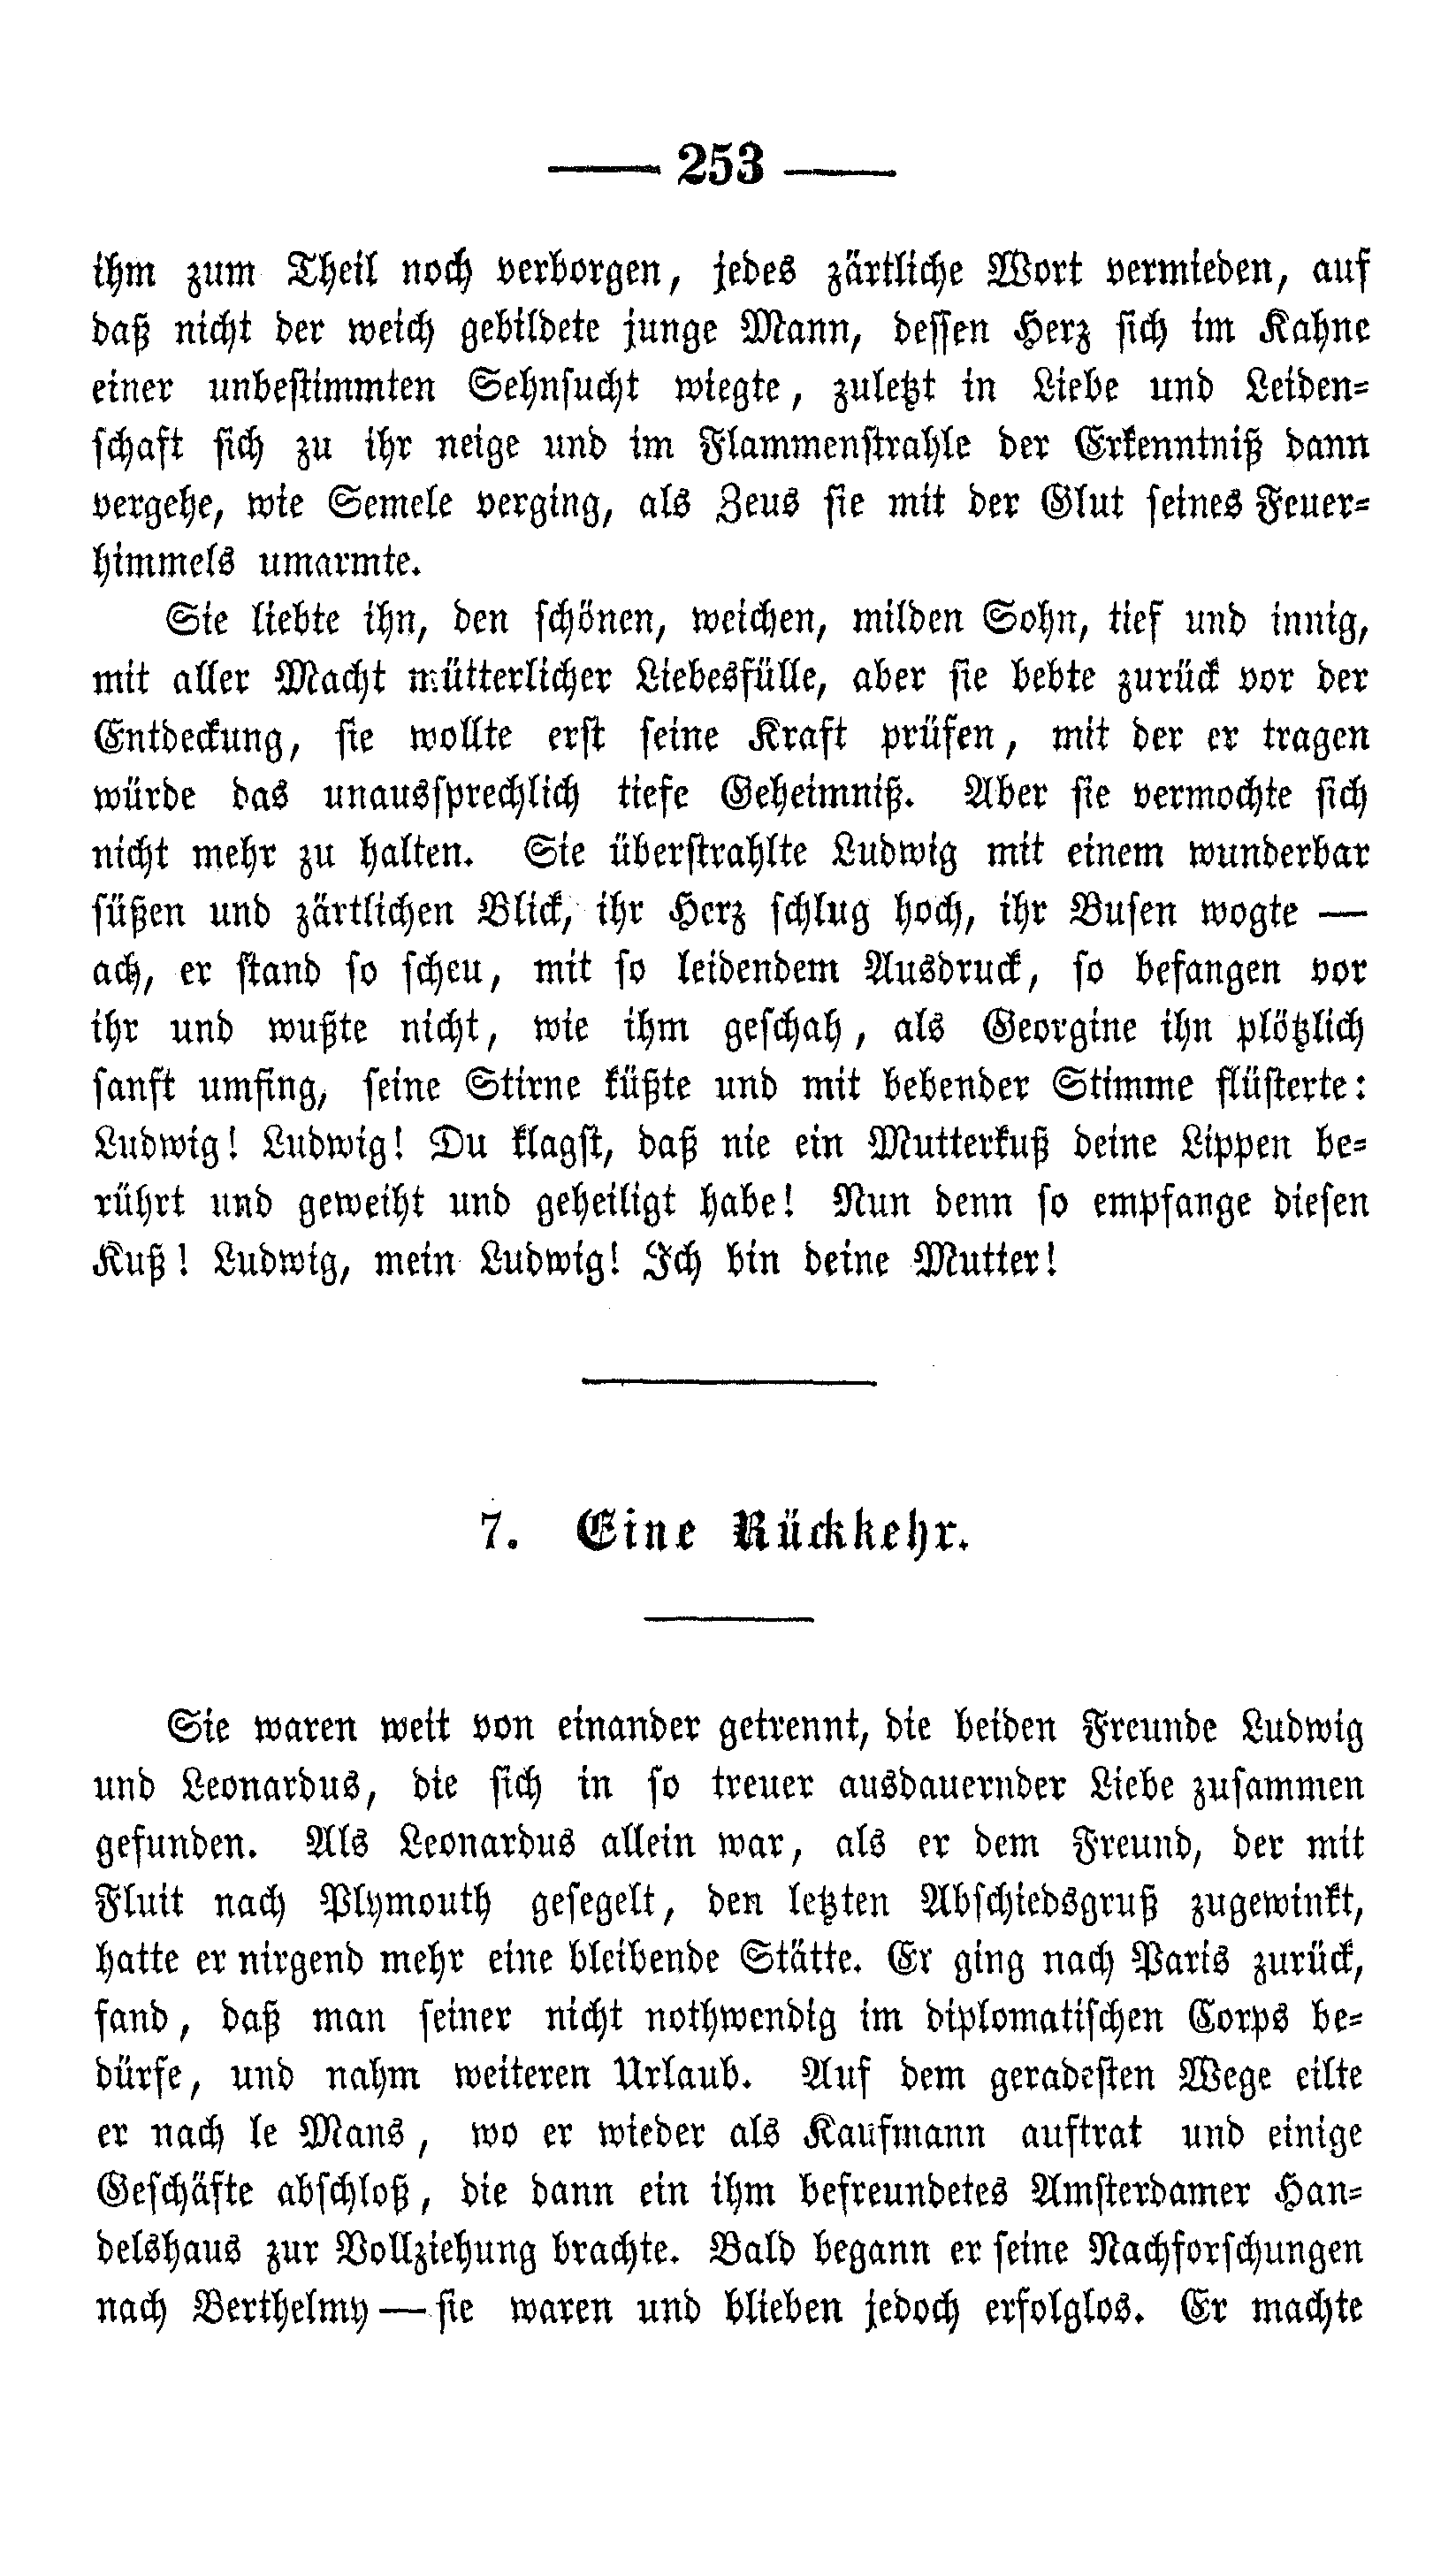 — 253 —
ihm zum Theil noch verborgen, jedes zärtliche Wort vermieden, auf
daß nicht der weich gebildete junge Mann, dessen Herz sich im Kahne
einer unbestimmten Sehnsucht wiegte, zuletzt in Liebe und Leiden-
schaft sich zu ihr neige und im Flammenstrahle der Erkenntniß dann
vergehe, wie Semele verging, als Zeus sie mit der Glut seines Feuer-
himmels umarmte.
Sie liebte ihn, den schönen, weichen, milden Sohn, tief und innig,
mit aller Macht mütterlicher Liebesfülle, aber sie bebte zurück vor der
Entdeckung, sie wollte erst seine Kraft prüfen, mit der er tragen
würde das unaussprechlich tiefe Geheimniß. Aber sie vermochte sich
nicht mehr zu halten. Sie überstrahlte Ludwig mit einem wunderbar
süßen und zärtlichen Blick, ihr Herz schlug hoch, ihr Busen wogte —
ach, er stand so scheu, mit so leidendem Ausdruck, so befangen vor
ihr und wußte nicht, wie ihm geschah, als Georgine ihn plötzlich
sanft umfing, seine Stirne küßte und mit bebender Stimme flüsterte:
Ludwig! Ludwig! Du klagst, daß nie ein Mutterkuß deine Lippen be-
rührt und geweiht und geheiligt habe! Nun denn so empfange diesen
Kuß! Ludwig, mein Ludwig! Ich bin deine Mutter!
7. Eine Rückkehr.
Sie waren weit von einander getrennt, die beiden Freunde Ludwig
und Leonardus, die sich in so treuer ausdauernder Liebe zusammen
gefunden. Als Leonardus allein war, als er dem Freund, der mit
Fluit nach Plymouth gesegelt, den letzten Abschiedsgruß zugewinkt,
hatte er nirgend mehr eine bleibende Stätte. Er ging nach Paris zurück,
fand, daß man seiner nicht nothwendig im diplomatischen Corps be-
dürfe, und nahm weiteren Urlaub. Auf dem geradesten Wege eilte
er nach le Mans, wo er wieder als Kaufmann auftrat und einige
Geschäfte abschloß, die dann ein ihm befreundetes Amsterdamer Han-
delshaus zur Vollziehung brachte. Bald begann er seine Nachforschungen
nach Berthelmy — sie waren und blieben jedoch erfolglos. Er machte